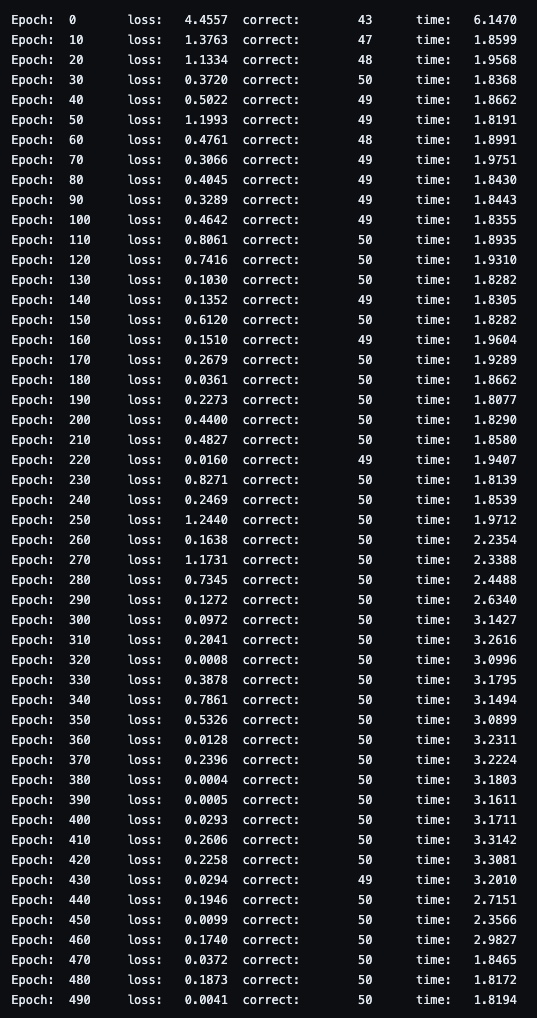 Epoch: 0 loss: 4.4557 correct: 43 time: 6.1470
Epoch: 10 loss: 1.3763 correct: 47 time: 1.8599
Epoch: 20 loss: 1.1334 correct: 48 time: 1.9568
Epoch: 30 loss: 0.3720 correct: 50 time: 1.8368
Epoch: 40 loss: 0.5022 correct: 49 time: 1.8662
Epoch: 50 loss: 1.1993 correct: 49 time: 1.8191
Epoch: 60 loss: 0.4761 correct: 48 time: 1.8991
Epoch: 70 loss: 0.3066 correct: 49 time: 1.9751
Epoch: 80 loss: 0.4045 correct: 49 time: 1.8430
Epoch: 90 loss: 0.3289 correct: 49 time: 1.8443
Epoch: 100 loss: 0.4642 correct: 49 time: 1.8355
Epoch: 110 loss: 0.8061 correct: 50 time: 1.8935
Epoch: 120 loss: 0.7416 correct: 50 time: 1.9310
Epoch: 130 loss: 0.1030 correct: 50 time: 1.8282
Epoch: 140 loss: 0.1352 correct: 49 time: 1.8305
Epoch: 150 loss: 0.6120 correct: 50 time: 1.8282
Epoch: 160 loss: 0.1510 correct: 49 time: 1.9604
Epoch: 170 loss: 0.2679 correct: 50 time: 1.9289
Epoch: 180 loss: 0.0361 correct: 50 time: 1.8662
Epoch: 190 loss: 0.2273 correct: 50 time: 1.8077
Epoch: 200 loss: 0.4400 correct: 50 time: 1.8290
Epoch: 210 loss: 0.4827 correct: 50 time: 1.8580
Epoch: 220 loss: 0.0160 correct: 49 time: 1.9407
Epoch: 230 loss: 0.8271 correct: 50 time: 1.8139
Epoch: 240 loss: 0.2469 correct: 50 time: 1.8539
Epoch: 250 loss: 1.2440 correct: 50 time: 1.9712
Epoch: 260 loss: 0.1638 correct: 50 time: 2.2354
Epoch: 270 loss: 1.1731 correct: 50 time: 2.3388
Epoch: 280 loss: 0.7345 correct: 50 time: 2.4488
Epoch: 290 loss: 0.1272 correct: 50 time: 2.6340
Epoch: 300 loss: 0.0972 correct: 50 time: 3.1427
Epoch: 310 loss: 0.2041 correct: 50 time: 3.2616
Epoch: 320 loss: 0.0008 correct: 50 time: 3.0996
Epoch: 330 loss: 0.3878 correct: 50 time: 3.1795
Epoch: 340 loss: 0.7861 correct: 50 time: 3.1494
Epoch: 350 loss: 0.5326 correct: 50 time: 3.0899
Epoch: 360 loss: 0.0128 correct: 50 time: 3.2311
Epoch: 370 loss: 0.2396 correct: 50 time: 3.2224
Epoch: 380 loss: 0.0004 correct: 50 time: 3.1803
Epoch: 390 loss: 0.0005 correct: 50 time: 3.1611
Epoch: 400 loss: 0.0293 correct: 50 time: 3.1711
Epoch: 410 loss: 0.2606 correct: 50 time: 3.3142
Epoch: 420 loss: 0.2258 correct: 50 time: 3.3081
Epoch: 430 loss: 0.0294 correct: 49 time: 3.2010
Epoch: 440 loss: 0.1946 correct: 50 time: 2.7151
Epoch: 450 loss: 0.0099 correct: 50 time: 2.3566
Epoch: 460 loss: 0.1740 correct: 50 time: 2.9827
Epoch: 470 loss: 0.0372 correct: 50 time: 1.8465
Epoch: 480 loss: 0.1873 correct: 50 time: 1.8172
Epoch: 490 loss: 0.0041 correct: 50 time: 1.8194